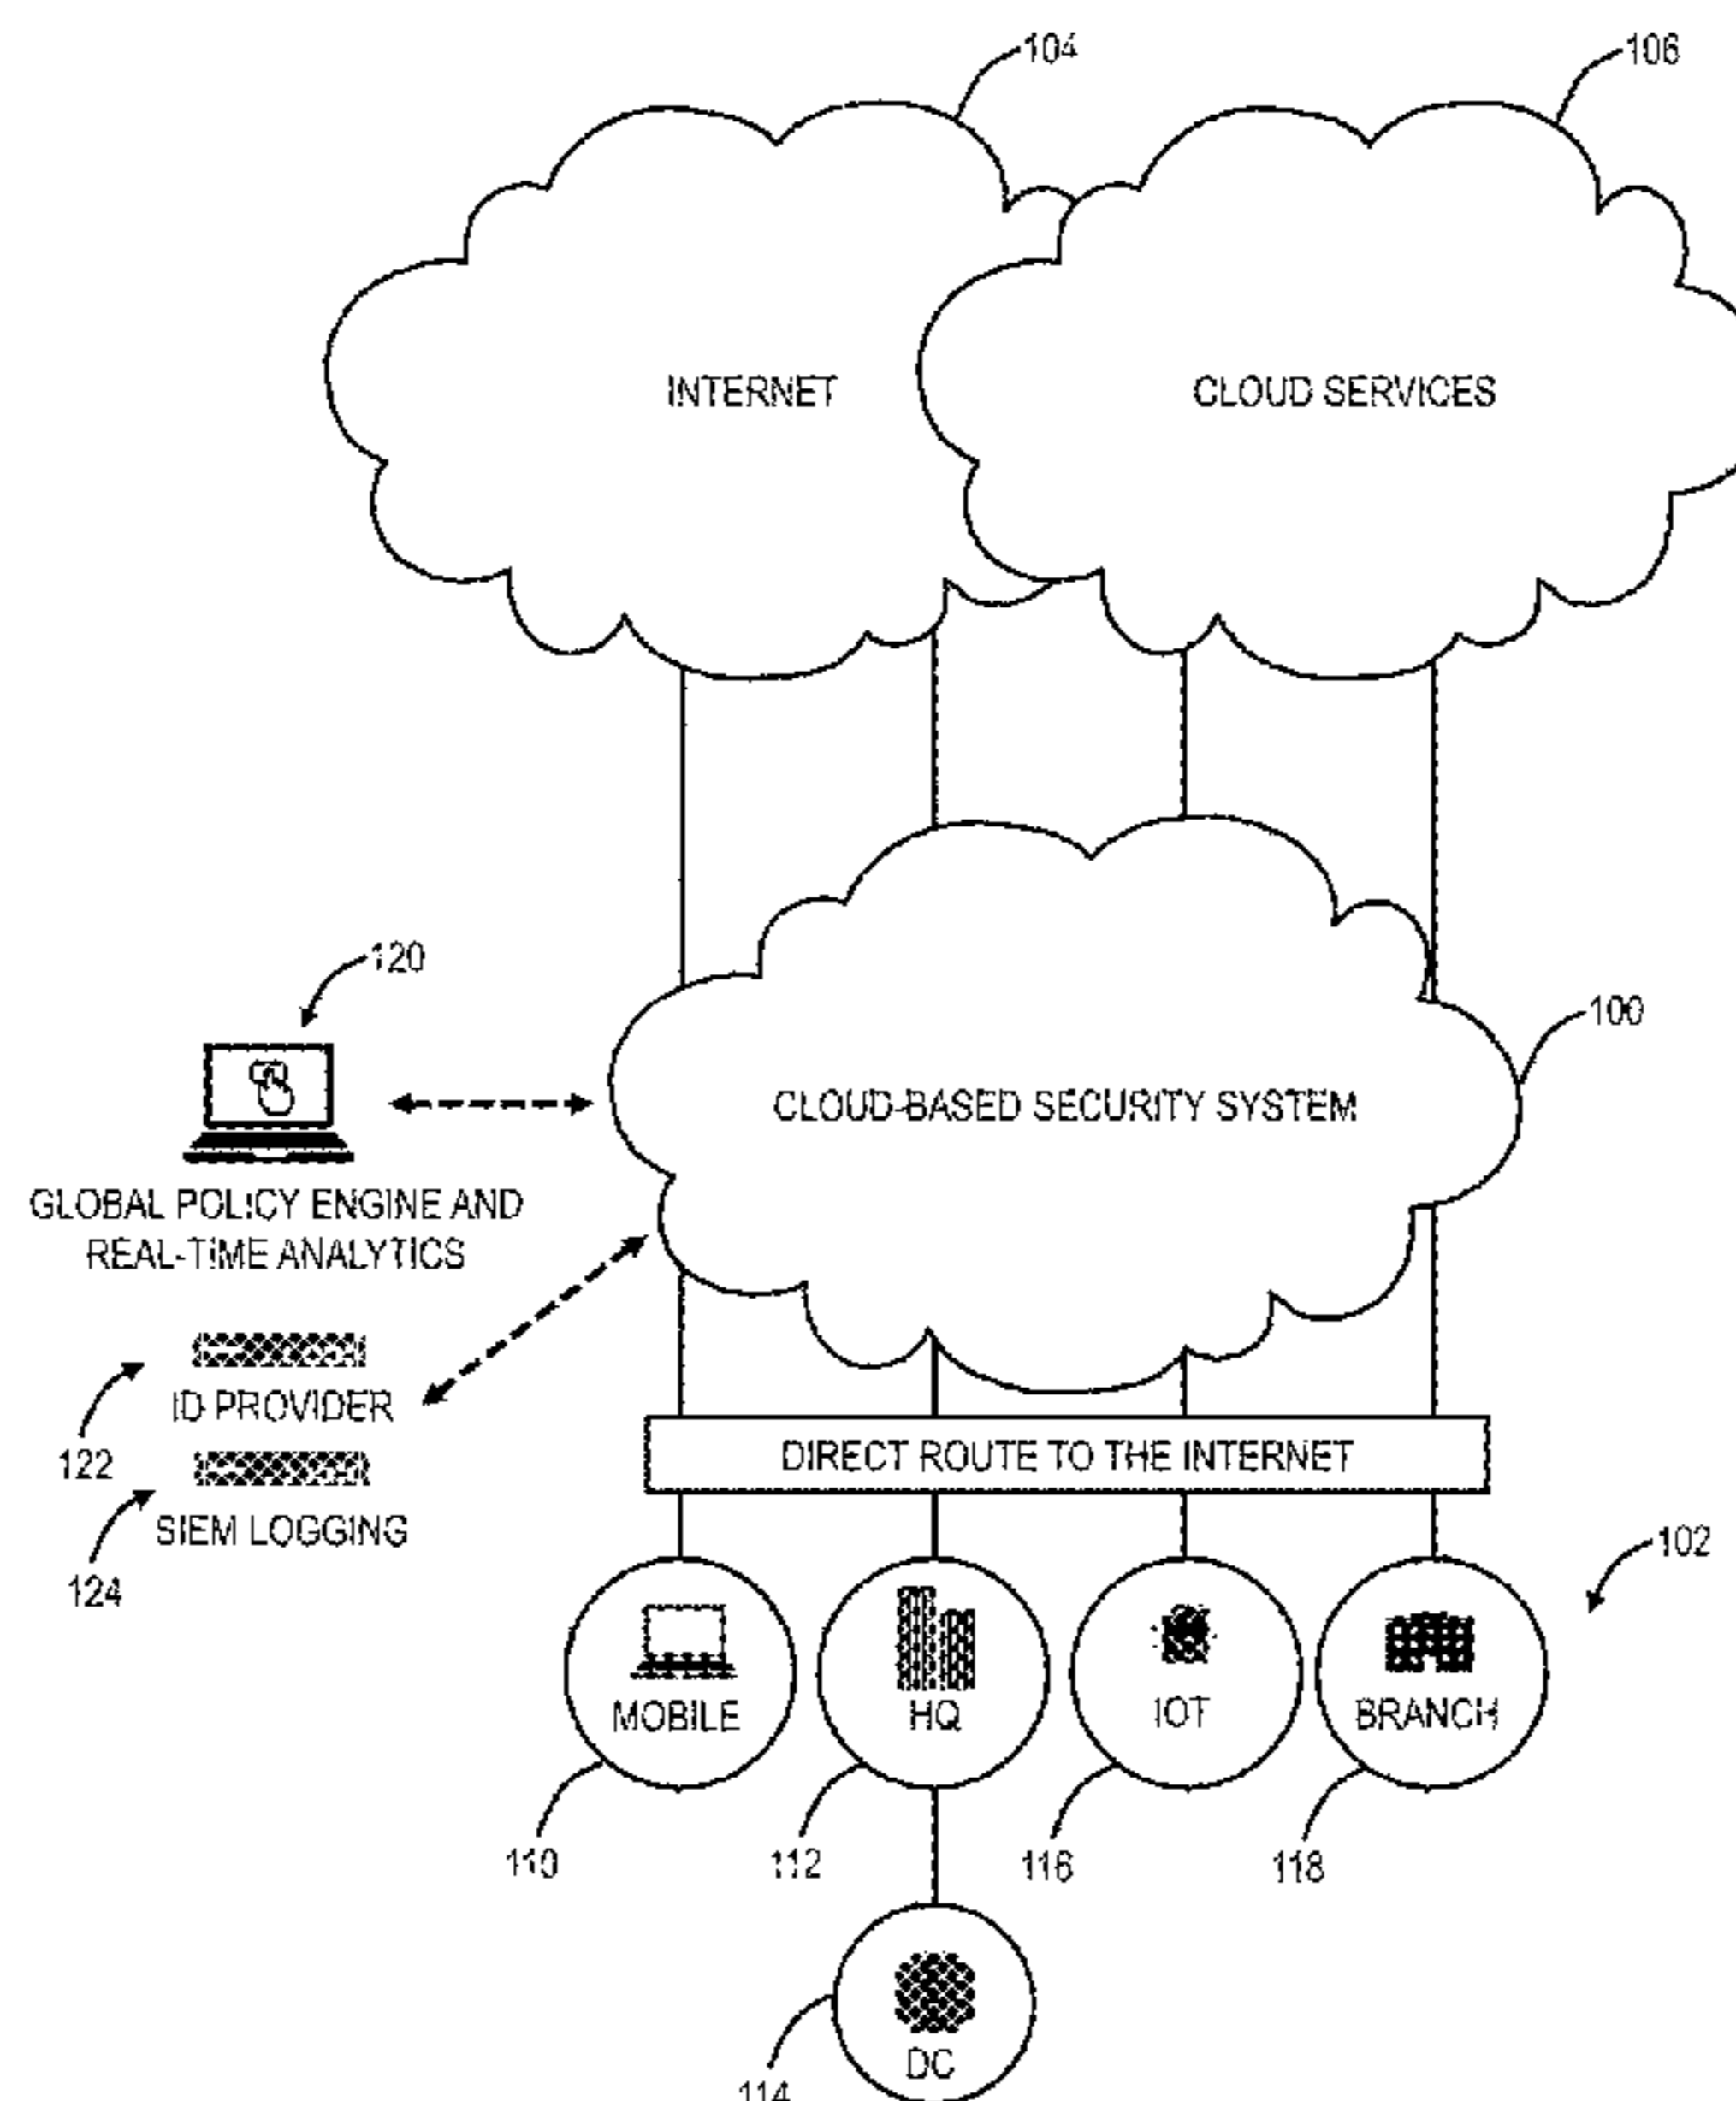 104
106
INTERNET
CLOUD SERVICES
120
100
CLOUD-BASED SECURITY SYSTEM
GLOBAL POLICY ENGINE AND
REAL-TIME ANALYTICS
ID PROVIDER
122
DIRECT ROUTE TO THE INTERNET
SIEM LOGGING
124
102
MOBILE
HQ
IOT
BRANCH
110
112
116
118
DC
114